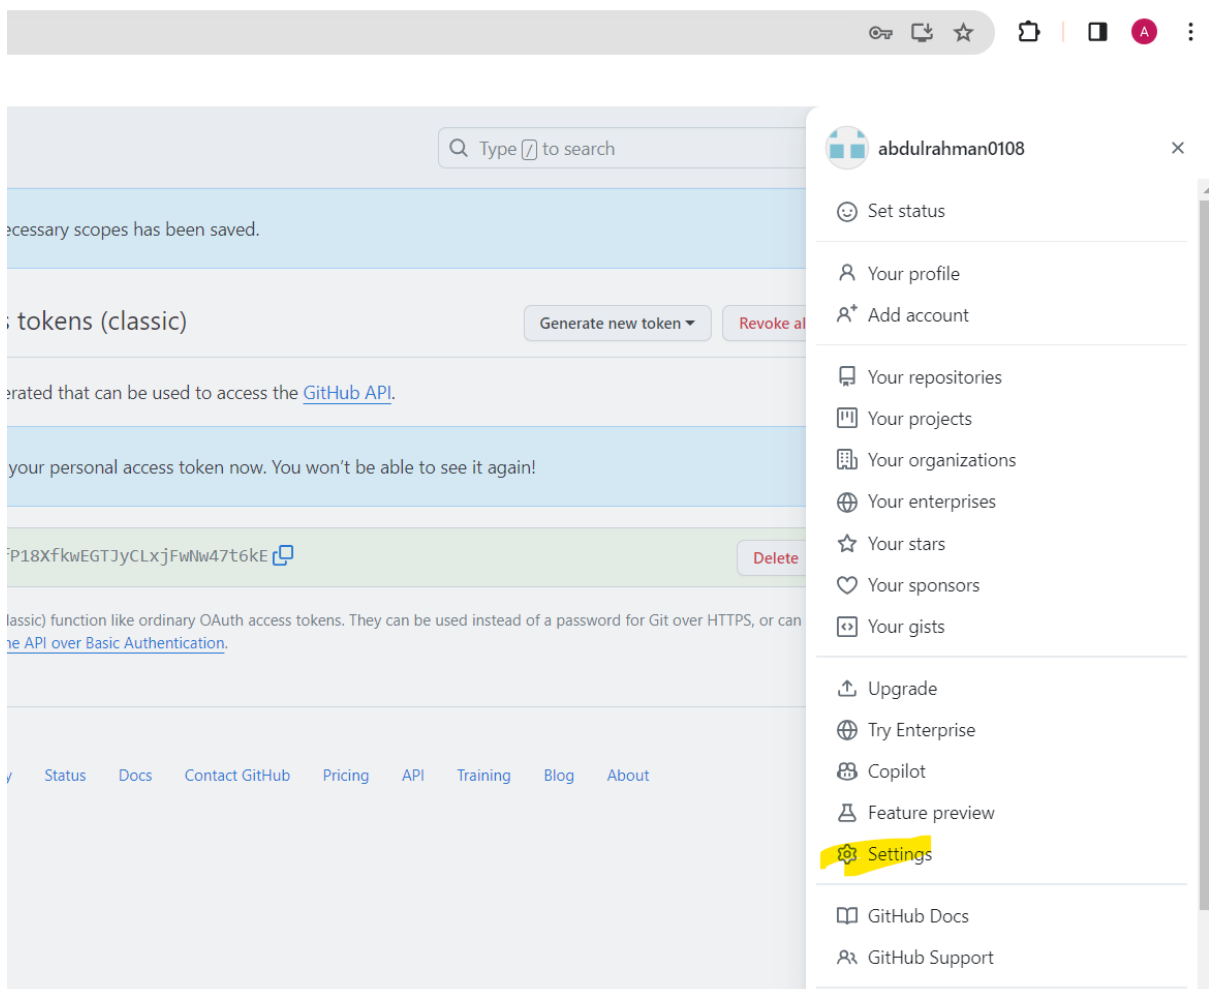 A
Type / to search
abdulrahman0108
Set status
ecessary scopes has been saved.
Your profile
Add account
s tokens (classic)
Generate new token
Revoke al
Your repositories
erated that can be used to access the GitHub API.
Your projects
your personal access token now. You won't be able to see it again!
Your organizations
Your enterprises
Your stars
fP18XfkwEGTJyCLxjFwNw47t6kE
Delete
Your sponsors
lassic) function like ordinary OAuth access tokens. They can be used instead of a password for Git over HTTPS, or can
he API over Basic Authentication.
Your gists
Upgrade
Try Enterprise
y Status Docs Contact GitHub Pricing API Training Blog About
Copilot
Feature preview
Settings
GitHub Docs
GitHub Support